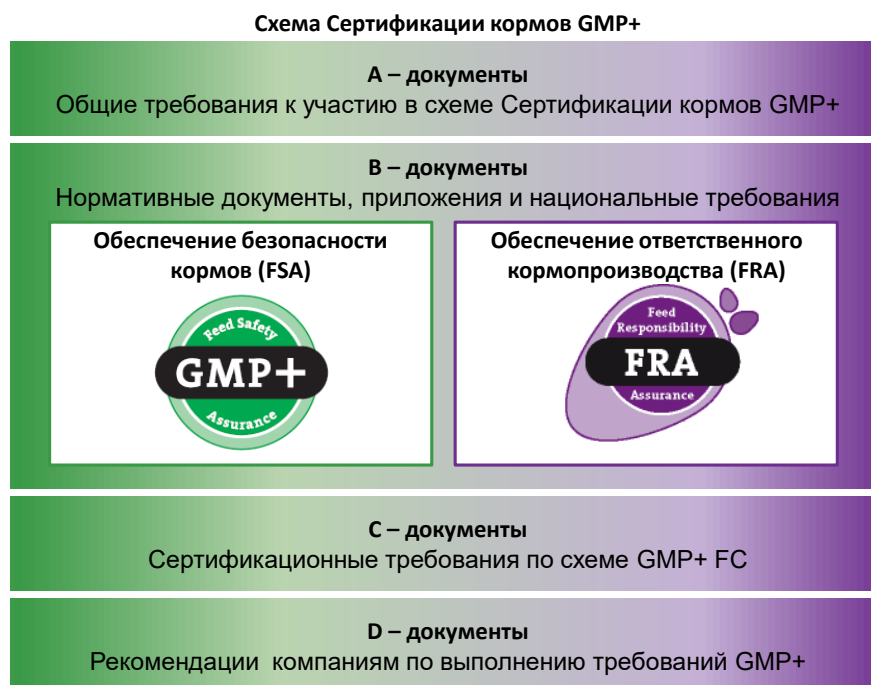 Схема Сертификации кормов GMP+
A – документы
Общие требования к участию в схеме Сертификации кормов GMP+
B – документы
Нормативные документы, приложения и национальные требования
Обеспечение безопасности
кормов (FSA)
Feed Safety
GMP+
Assurance
Обеспечение ответственного
кормопроизводства (FRA)
Feed
Responsibility
FRA
Assurance
C – документы
Сертификационные требования по схеме GMP+ FC
D – документы
Рекомендации  компаниям по выполнению требований GMP+